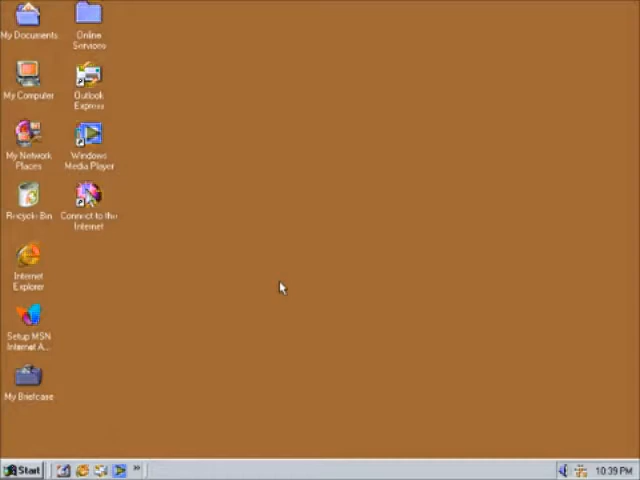 My Documents
Online
Services
My Computer
Outlook
Express
My Network
Places
Windows
Media Player
Recycle Bin
Connect to the
Internet
Internet
Explorer
Setup MSN
Internet A...
My Briefcase
Start
»
10:39 PM